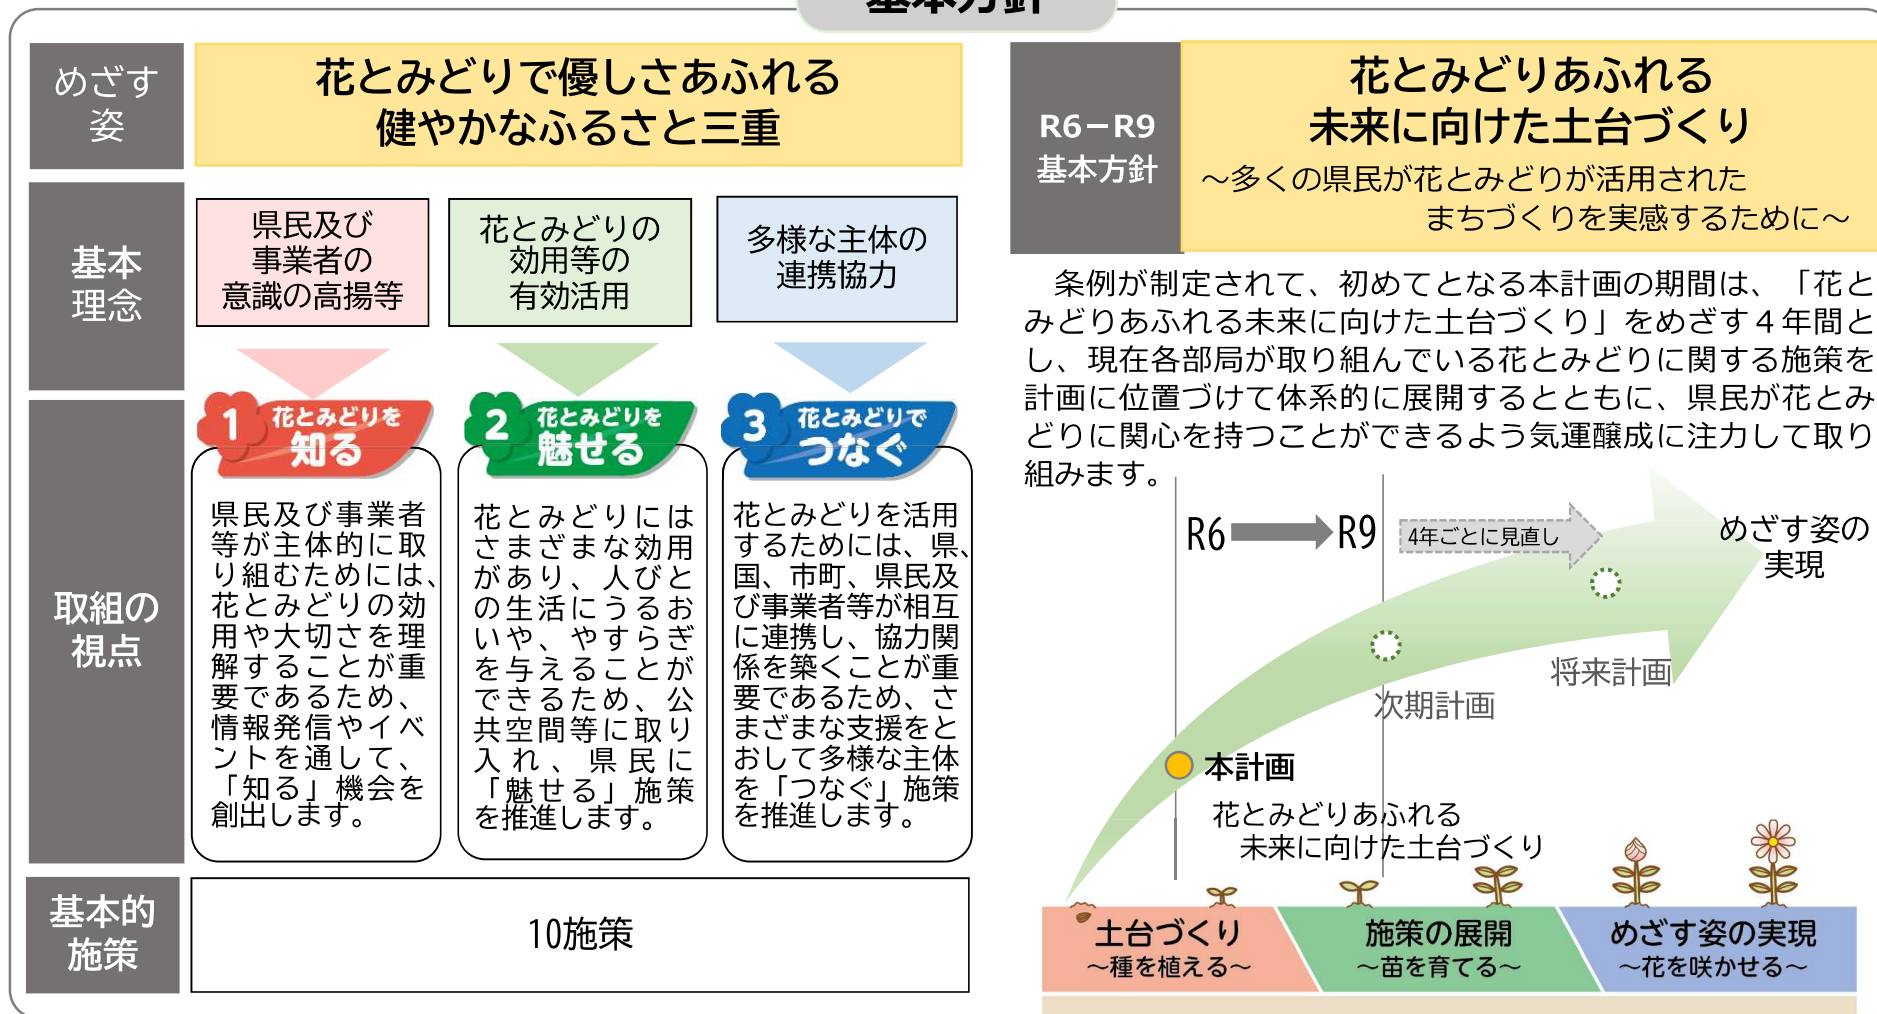 基本方針
めざす
姿
花とみどりで優しさあふれる
健やかなふるさと三重
基本
理念
県民及び
事業者の
意識の高揚等
花とみどりの
効用等の
有効活用
多様な主体の
連携協力
取組の
視点
1 花とみどりを
知る
県民及び事業者
等が主体的に取
り組むためには、
花とみどりの効
用や大切さを理
解することが重
要であるため、
情報発信やイベ
ントを通して、
「知る」機会を
創出します。
2 花とみどりを
魅せる
花とみどりには
さまざまな効用
があり、人びと
の生活にうるお
いや、やすらぎ
を与えることが
できるため、公
共空間等に取り
入れ、県民に
「魅せる」施策
を推進します。
3 花とみどりで
つなぐ
花とみどりを活用
するためには、県、
国、市町、県民及
び事業者等が相互
に連携し、協力関
係を築くことが重
要であるため、さ
まざまな支援をと
おして多様な主体
を「つなぐ」施策
を推進します。
基本的
施策
10施策
R6－R9
基本方針
花とみどりあふれる
未来に向けた土台づくり
～多くの県民が花とみどりが活用された
まちづくりを実感するために～
条例が制定されて、初めてとなる本計画の期間は、「花と
みどりあふれる未来に向けた土台づくり」をめざす４年間と
し、現在各部局が取り組んでいる花とみどりに関する施策を
計画に位置づけて体系的に展開するとともに、県民が花とみ
どりに関心を持つことができるよう気運醸成に注力して取り
組みます。
R6 R9
4年ごとに見直し
めざす姿の
実現
将来計画
次期計画
本計画
花とみどりあふれる
未来に向けた土台づくり
土台づくり
～種を植える～
施策の展開
～苗を育てる～
めざす姿の実現
～花を咲かせる～